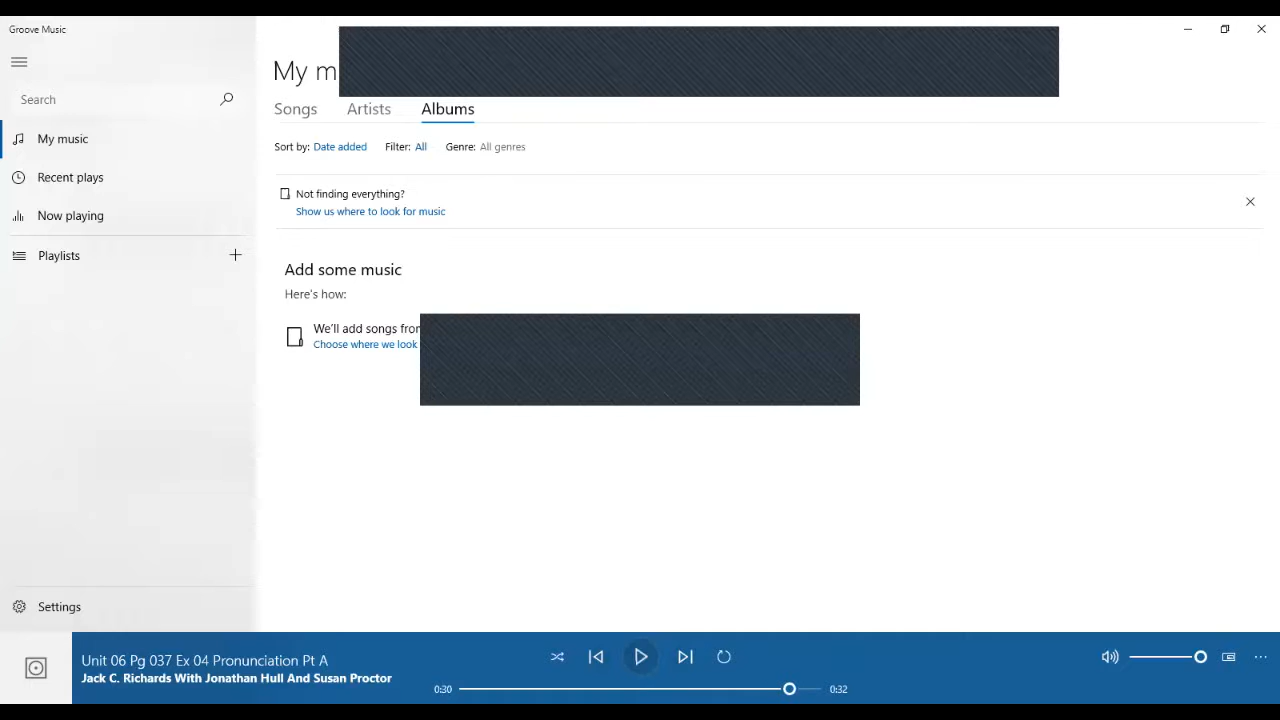 Groove Music
My m
Search
Songs Artists Albums
My music
Sort by: Date added Filter: All Genre: All genres
Recent plays
Not finding everything?
Show us where to look for music
Now playing
Playlists
Add some music
Here's how:
We'll add songs from
Choose where we look
Settings
Unit 06 Pg 037 Ex 04 Pronunciation Pt A
Jack C. Richards With Jonathan Hull And Susan Proctor
0:30 0:32